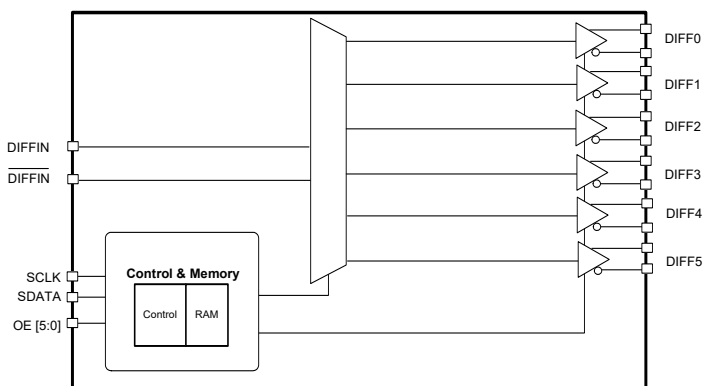 DIFF0
DIFF1
DIFF2
DIFFIN
DIFFIN
DIFF3
DIFF4
DIFF5
SCLK
SDATA
OE [5:0]
Control & Memory
Control
RAM